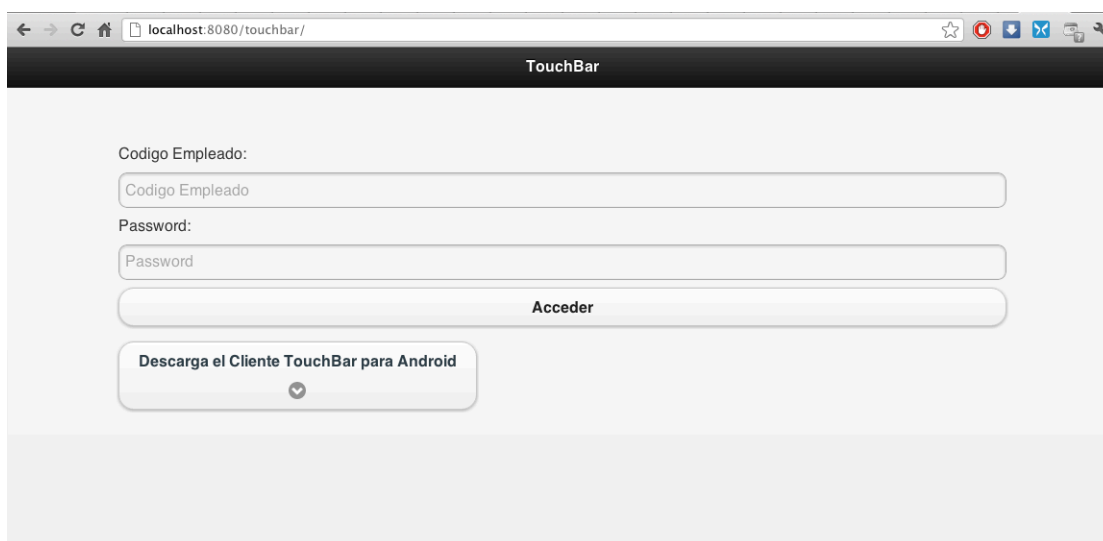 localhost:8080/touchbar/
TouchBar
Codigo Empleado:
Codigo Empleado
Password:
Password
Acceder
Descarga el Cliente TouchBar para Android